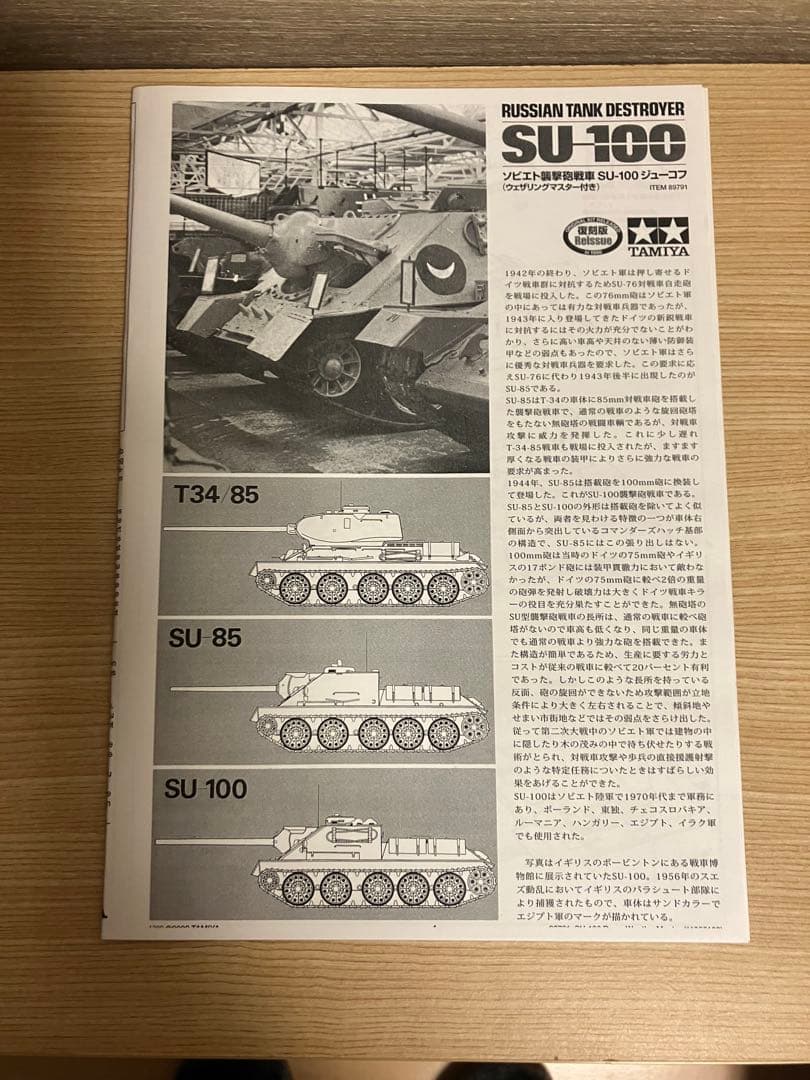 RUSSIAN TANK DESTROYER
SU-100
ソビエト襲撃砲戦車 SU-100 ジューコフ
(ウェザリングマスター付き)
ITEM 89791
復刻版
Reissue
TAMIYA
1942年の終わり、ソビエト軍は押し寄せるド
イツ戦車群に対抗するためSU-76対戦車自走砲
を戦場に投入した。この76mm砲はソビエト軍
の中にあっては有力な対戦車兵器であったが、
1943年に入り登場してきたドイツの新鋭戦車
に対抗するにはその火力が充分でないことがわ
かり、さらに高い車高や天井のない薄い防御装
甲などの弱点もあったので、ソビエト軍はさら
に優秀な対戦車兵器を要求した。この要求に応
えSU-76に代わり1943年後半に出現したのが
SU-85である。
SU-85はT-34の車体に85mm対戦車砲を搭載し
た襲撃砲戦車で、通常の戦車のような旋回砲塔
をもたない無砲塔の戦闘車輌であるが、対戦車
攻撃に威力を発揮した。これに少し遅れ
T-34-85戦車も戦場に投入されたが、ますます
厚くなる戦車の装甲によりさらに強力な戦車の
要求が高まった。
1944年、SU-85は搭載砲を100mm砲に換装し
て登場した。これがSU-100襲撃砲戦車である。
SU-85とSU-100の外形は搭載砲を除いてよく似
ているが、両者を見わける特徴の一つが車体右
側面から突出しているコマンダーズハッチ基部
の構造で、SU-85にはこの張り出しはない。
100mm砲は当時のドイツの75mm砲やイギリ
スの17ポンド砲には装甲貫徹力において敵わな
かったが、ドイツの75mm砲に較べ2倍の重量
の砲弾を発射し破壊力は大きくドイツ戦車キラ
ーの役目を充分果たすことができた。無砲塔の
SU型襲撃砲戦車の長所は、通常の戦車に較べ砲
塔がないので車高も低くなり、同じ重量の車体
でも通常の戦車より強力な砲を搭載できた。ま
た構造が簡単であるため、生産に要する労力と
コストが従来の戦車に較べて20パーセント有利
であった。しかしこのような長所を持っている
反面、砲の旋回ができないため攻撃範囲が立地
条件により大きく左右されることで、傾斜地や
せまい市街地などではその弱点をさらけ出した。
従って第二次大戦中のソビエト軍では建物の中
に隠したり木の茂みの中で待ち伏せたりする戦
術がとられ、対戦車攻撃や歩兵の直接援護射撃
のような特定任務についたときはすばらしい効
果をあげることができた。
SU-100はソビエト陸軍で1970年代まで軍務に
あり、ポーランド、東独、チェコスロバキア、
ルーマニア、ハンガリー、エジプト、イラク軍
でも使用された。
写真はイギリスのボービントンにある戦車博
物館に展示されていたSU-100。1956年のスエ
ズ動乱においてイギリスのパラシュート部隊に
より捕獲されたもので、車体はサンドカラーで
エジプト軍のマークが描かれている。
T34/85
SU-85
SU-100